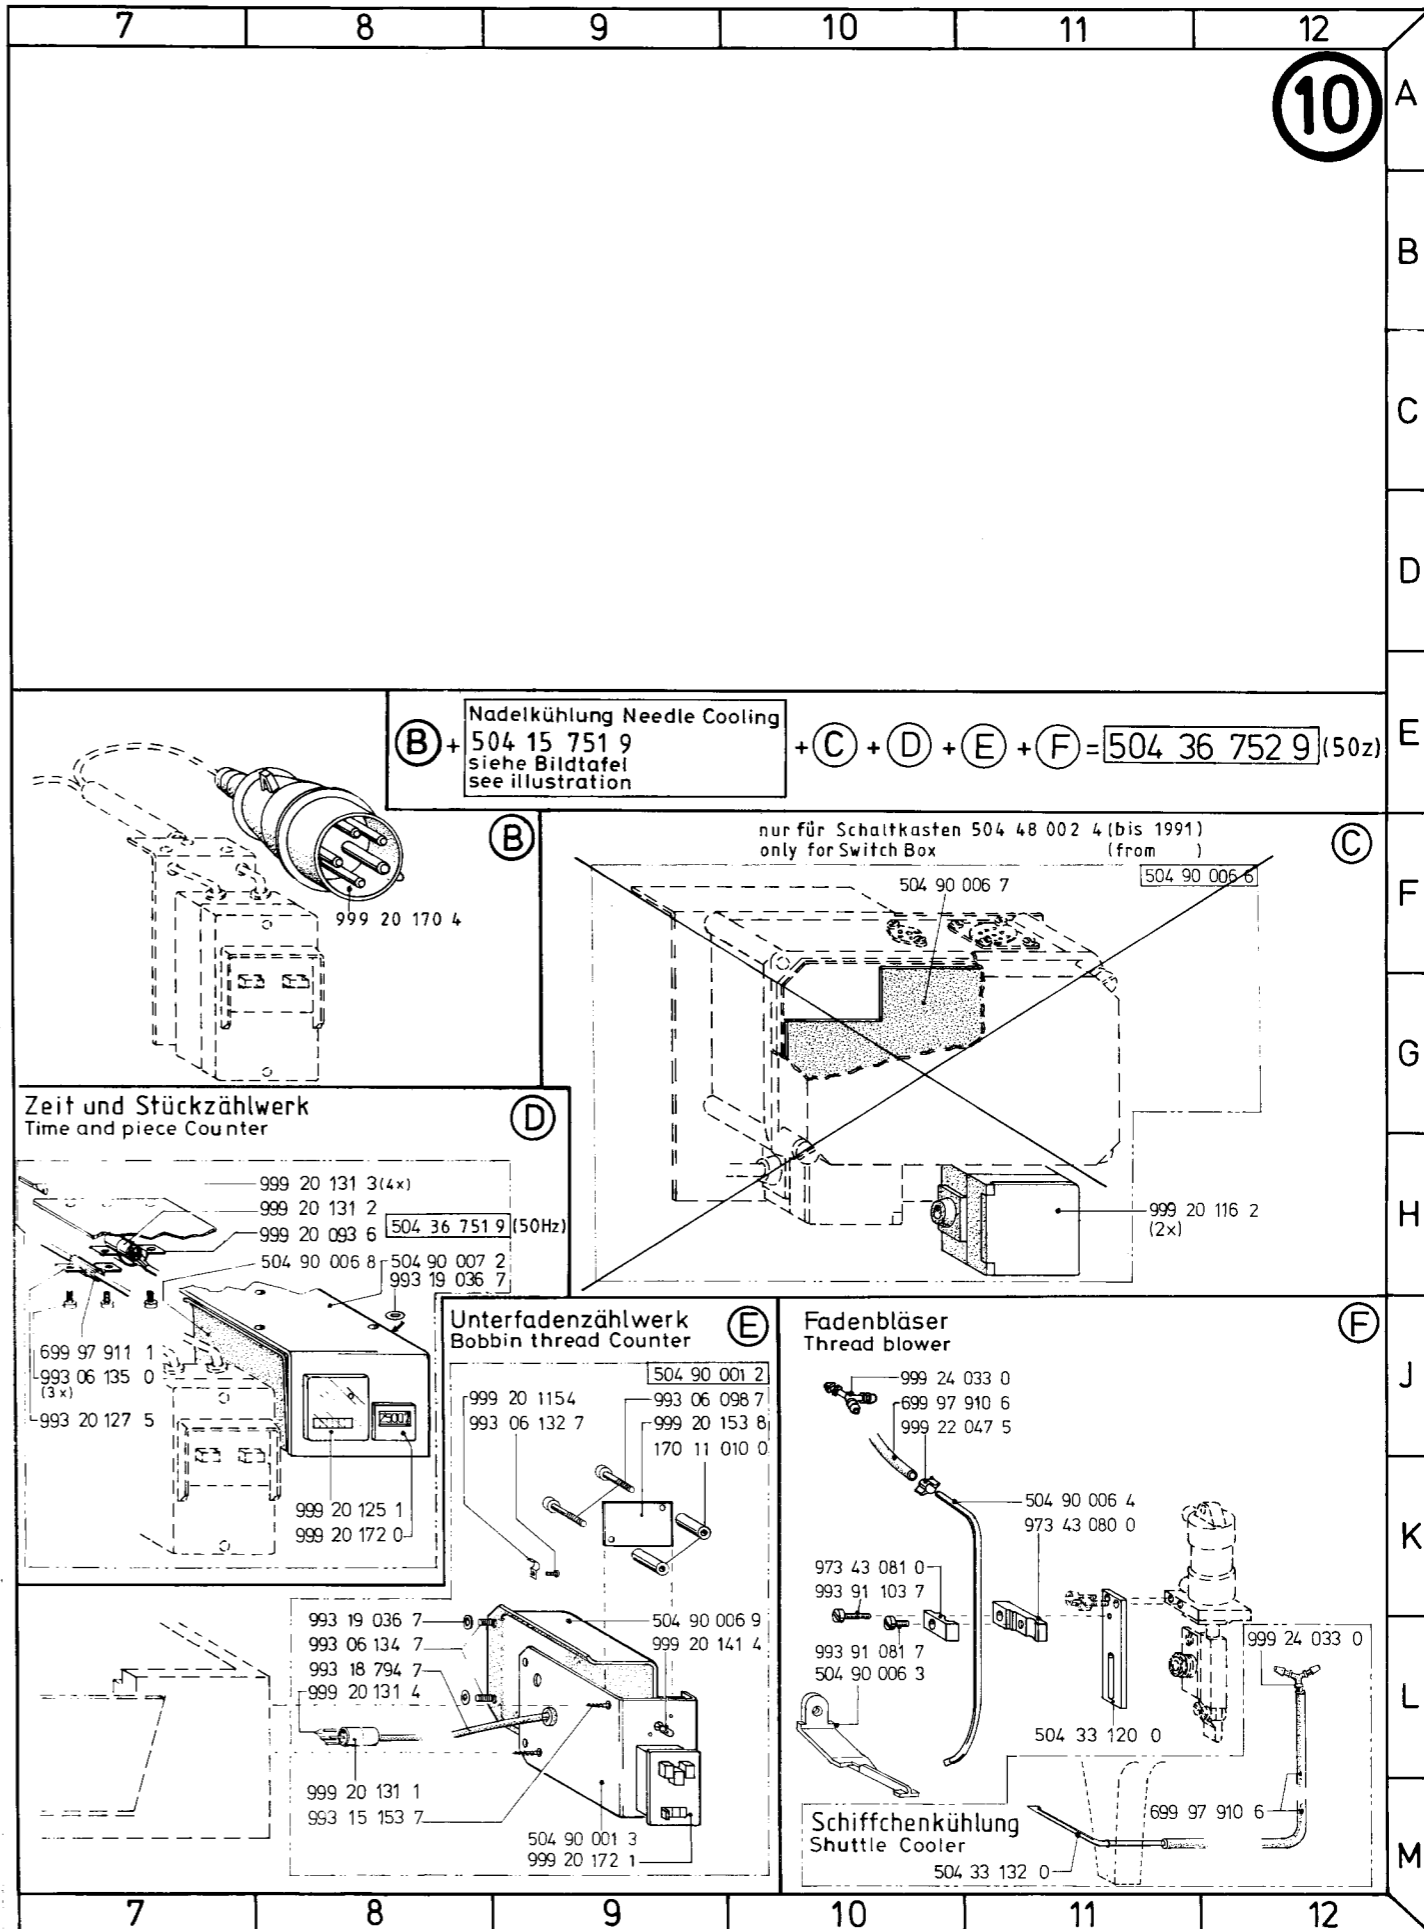 7 8 9 10 11 12
10
A
B
C
D
E
F
G
H
J
K
L
M
B + Nadelkühlung Needle Cooling
504 15 751 9
siehe Bildtafel
see illustration
+ C + D + E + F = 504 36 752 9 (50z)
B
999 20 170 4
nur für Schaltkasten 504 48 002 4 (bis 1991)
only for Switch Box (from )
C
504 90 006 6
504 90 006 7
999 20 116 2
(2x)
Zeit und Stückzählwerk
Time and piece Counter
D
999 20 131 3 (4x)
999 20 131 2
999 20 093 6
504 36 751 9 (50Hz)
504 90 006 8
504 90 007 2
993 19 036 7
699 97 911 1
993 06 135 0
(3x)
993 20 127 5
25007
999 20 125 1
999 20 172 0
Unterfadenzählwerk
Bobbin thread Counter
E
504 90 001 2
999 20 115 4
993 06 132 7
993 06 098 7
999 20 153 8
170 11 010 0
993 19 036 7
993 06 134 7
993 18 794 7
999 20 131 4
504 90 006 9
999 20 141 4
999 20 131 1
993 15 153 7
504 90 001 3
999 20 172 1
Fadenbläser
Thread blower
F
999 24 033 0
699 97 910 6
999 22 047 5
504 90 006 4
973 43 080 0
973 43 081 0
993 91 103 7
993 91 081 7
504 90 006 3
504 33 120 0
999 24 033 0
699 97 910 6
Schiffchenkühlung
Shuttle Cooler
504 33 132 0
7 8 9 10 11 12